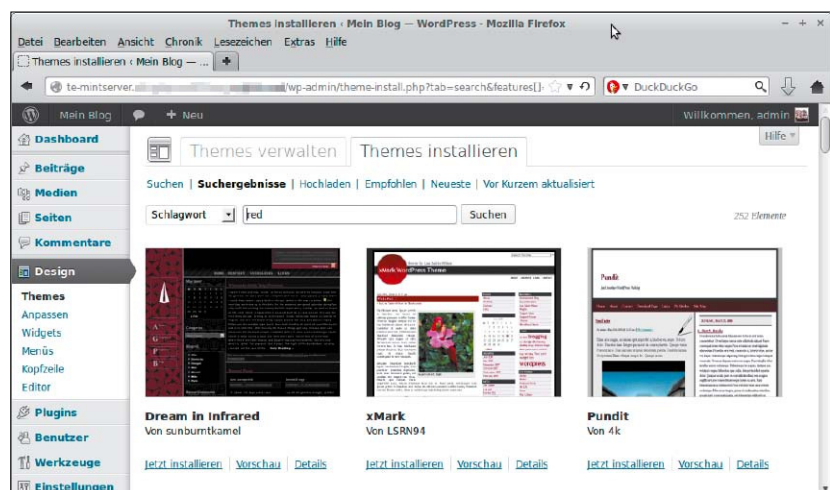 Themes installieren ‹ Mein Blog — WordPress - Mozilla Firefox
Datei Bearbeiten Ansicht Chronik Lesezeichen Extras Hilfe
Themes installieren ‹ Mein Blog — ...
te-mintserver. /wp-admin/theme-install.php?tab=search&features[]= DuckDuckGo
Mein Blog + Neu Willkommen, admin
Hilfe
Dashboard
Beiträge
Medien
Seiten
Kommentare
Design
Themes
Anpassen
Widgets
Menüs
Kopfzeile
Editor
Plugins
Benutzer
Werkzeuge
Einstellungen
Themes verwalten Themes installieren
Suchen | Suchergebnisse | Hochladen | Empfohlen | Neueste | Vor Kurzem aktualisiert
Schlagwort red Suchen 252 Elemente
xMark WordPress Theme
Pundit
Dream in Infrared
Von sunburntkamel
Jetzt installieren | Vorschau | Details
xMark
Von LSRN94
Jetzt installieren | Vorschau | Details
Pundit
Von 4k
Jetzt installieren | Vorschau | Details